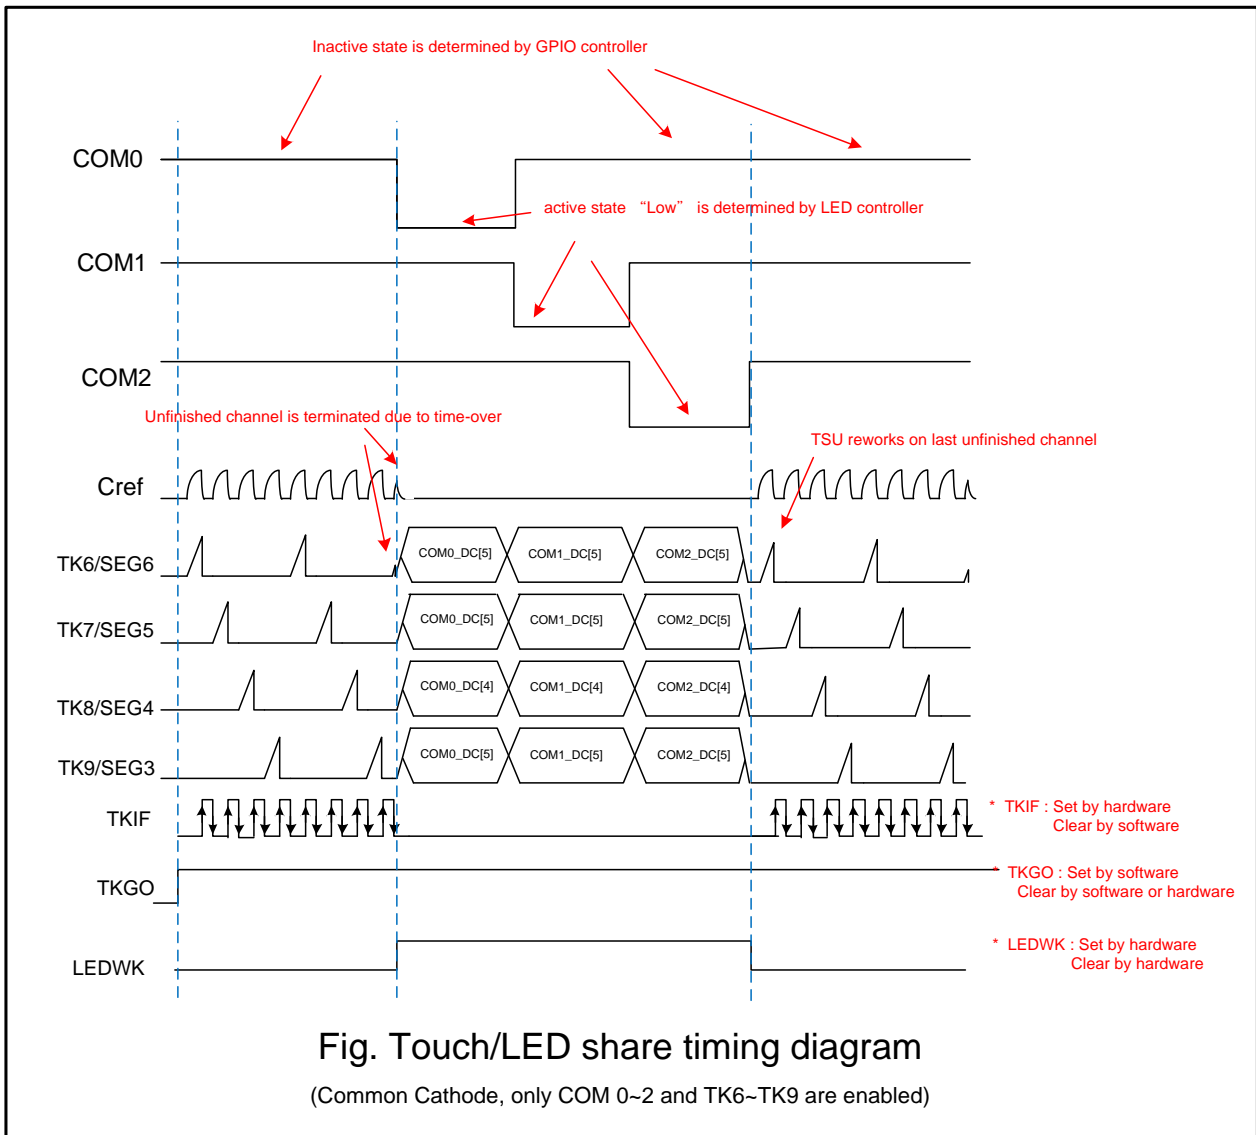 Inactive state is determined by GPIO controller
COM0
active state “Low” is determined by LED controller
COM1
COM2
Unfinished channel is terminated due to time-over
TSU reworks on last unfinished channel
Cref
TK6/SEG6
COM0_DC[5]
COM1_DC[5]
COM2_DC[5]
TK7/SEG5
COM0_DC[5]
COM1_DC[5]
COM2_DC[5]
TK8/SEG4
COM0_DC[4]
COM1_DC[4]
COM2_DC[4]
TK9/SEG3
COM0_DC[5]
COM1_DC[5]
COM2_DC[5]
TKIF
* TKIF : Set by hardware
Clear by software
TKGO
* TKGO : Set by software
Clear by software or hardware
LEDWK
* LEDWK : Set by hardware
Clear by hardware
Fig. Touch/LED share timing diagram
(Common Cathode, only COM 0~2 and TK6~TK9 are enabled)